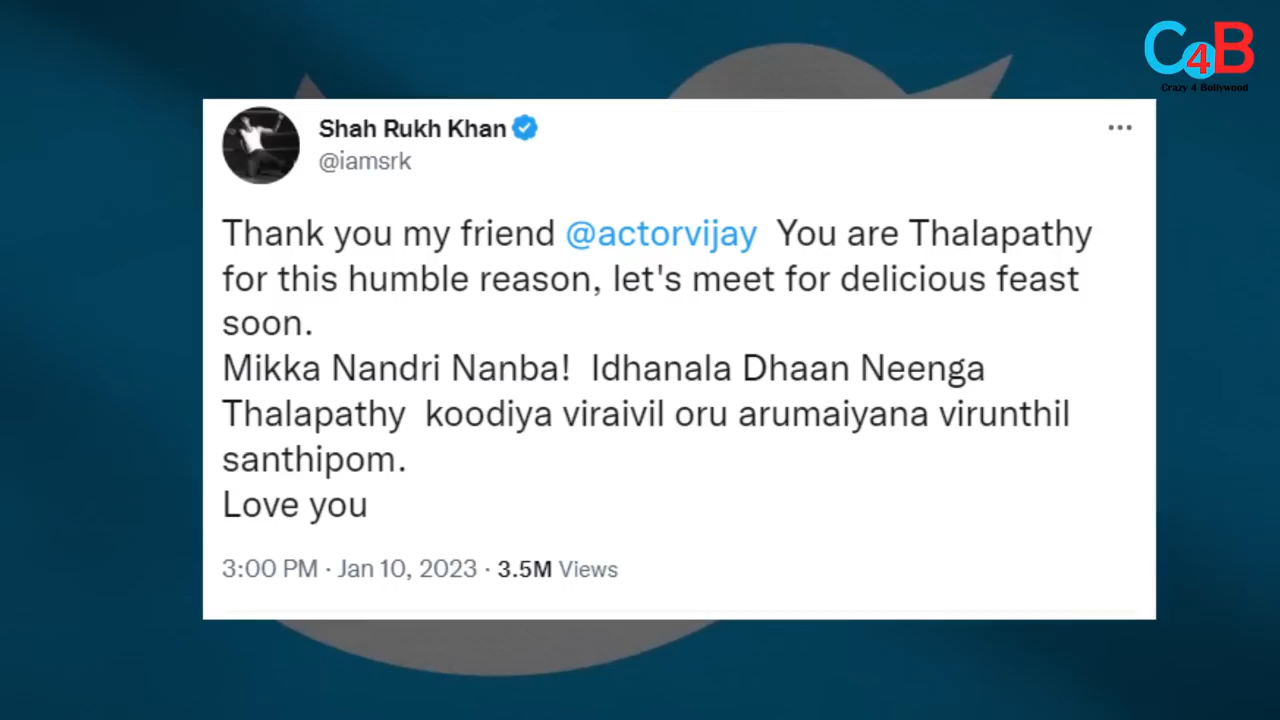 C4B
Crazy 4 Bollywood
Shah Rukh Khan
@iamsrk
Thank you my friend @actorvijay  You are Thalapathy
for this humble reason, let's meet for delicious feast
soon.
Mikka Nandri Nanba!  Idhanala Dhaan Neenga
Thalapathy  koodiya viraivil oru arumaiyana virunthil
santhipom.
Love you
3:00 PM · Jan 10, 2023 · 3.5M Views